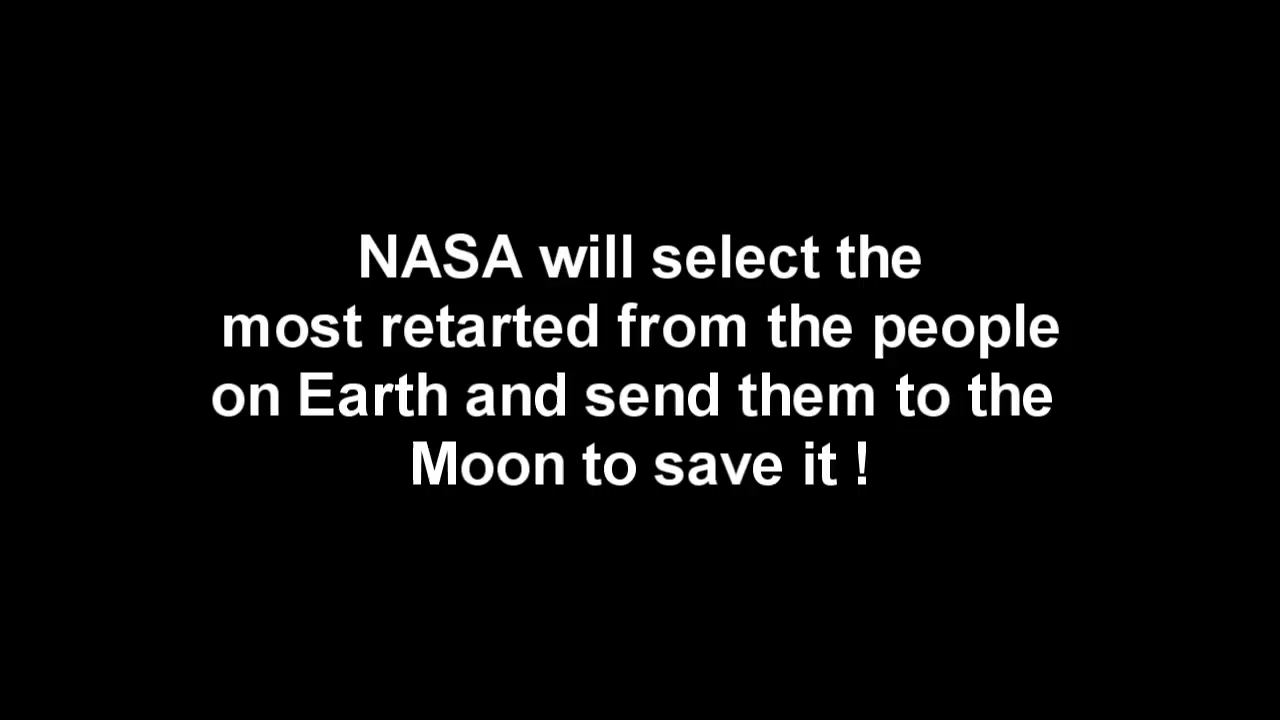 NASA will select the
most retarted from the people
on Earth and send them to the
Moon to save it !